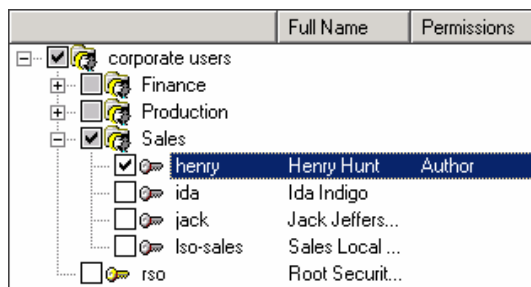 Full Name Permissions
corporate users
Finance
Production
Sales
henry Henry Hunt Author
ida Ida Indigo
jack Jack Jeffers...
lso-sales Sales Local ...
rso Root Securit...